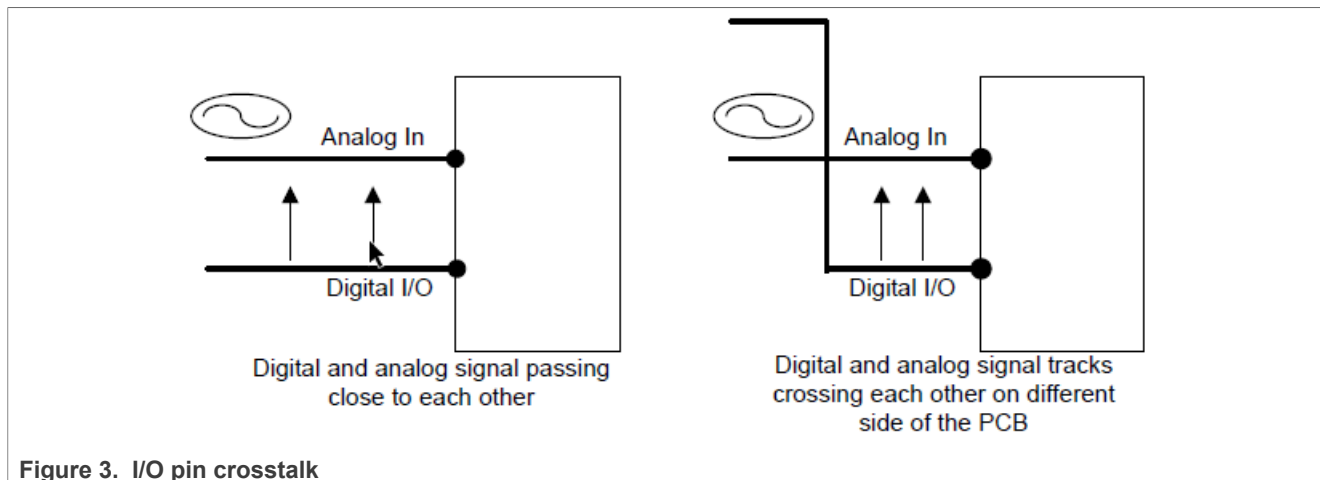 Analog In
Digital I/O
Digital and analog signal passing
close to each other
Analog In
Digital I/O
Digital and analog signal tracks
crossing each other on different
side of the PCB
Figure 3. I/O pin crosstalk